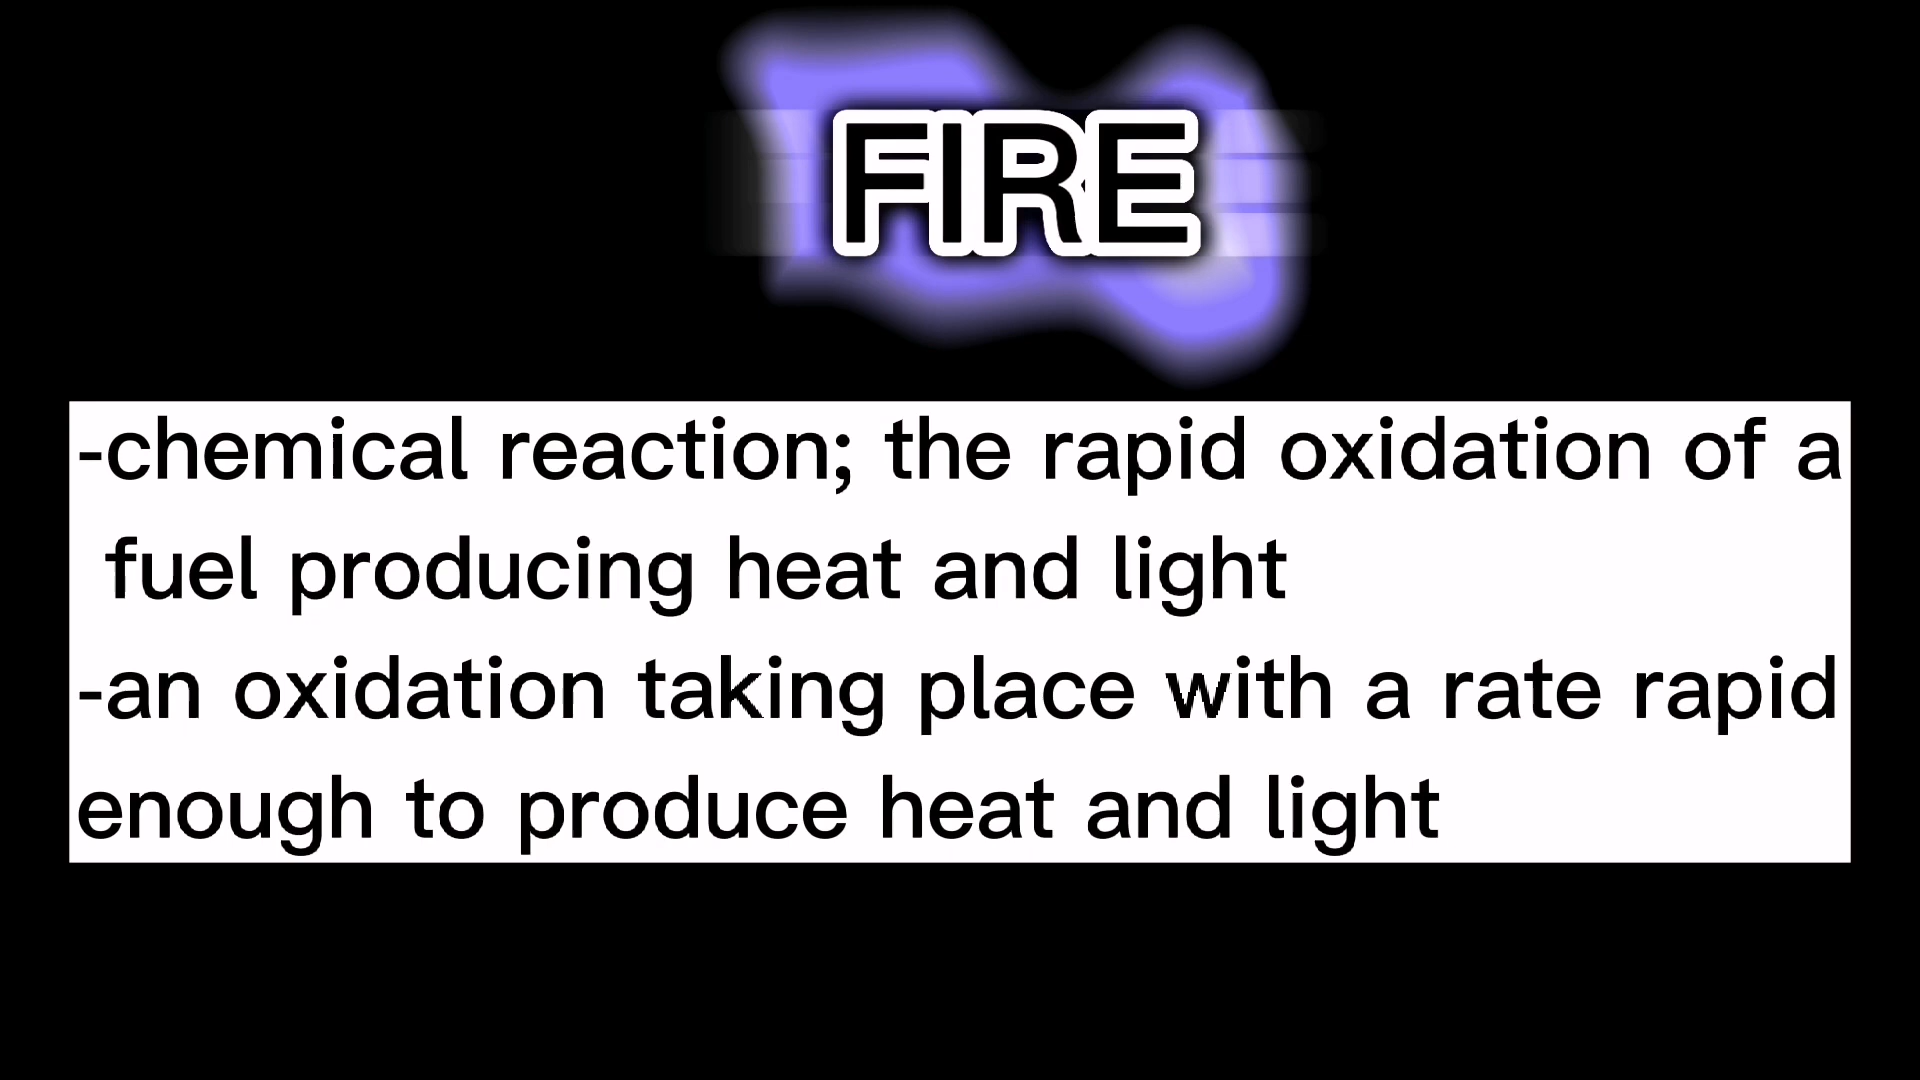 FIRE
-chemical reaction; the rapid oxidation of a
fuel producing heat and light
-an oxidation taking place with a rate rapid
enough to produce heat and light